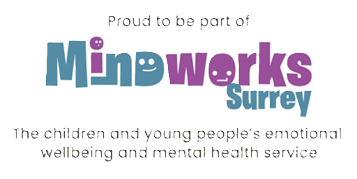 Proud to be part of
Mindworks
Surrey
The children and young people's emotional
wellbeing and mental health service